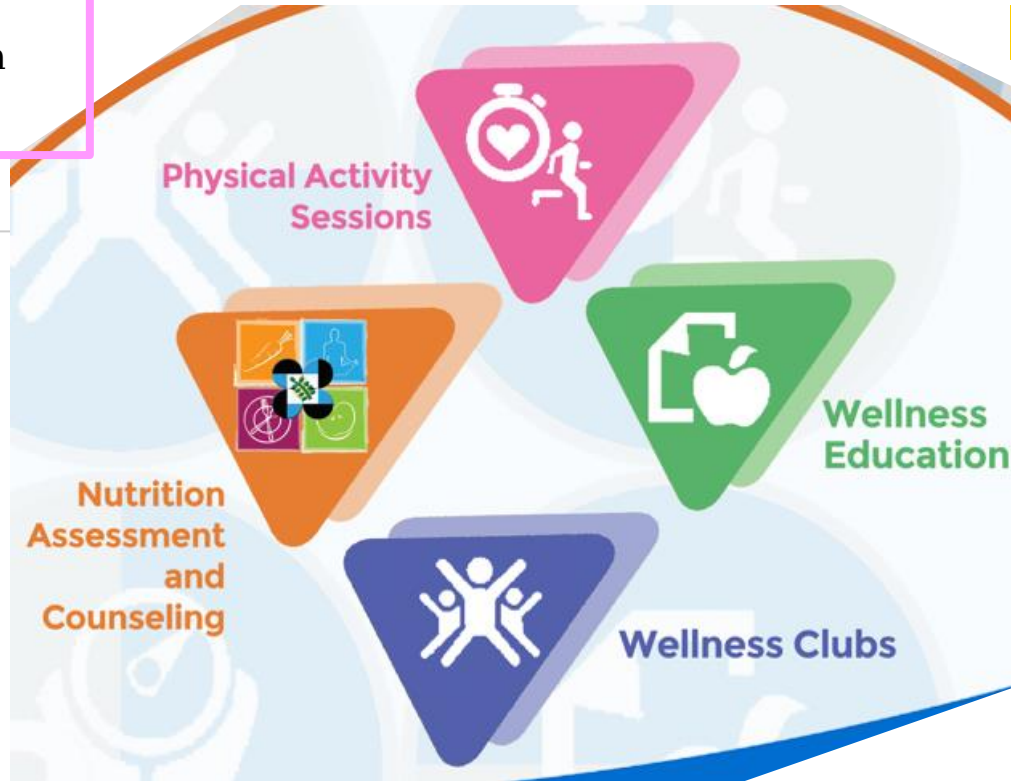 Physical Activity
Sessions
Wellness
Education
Nutrition
Assessment
and
Counseling
Wellness Clubs